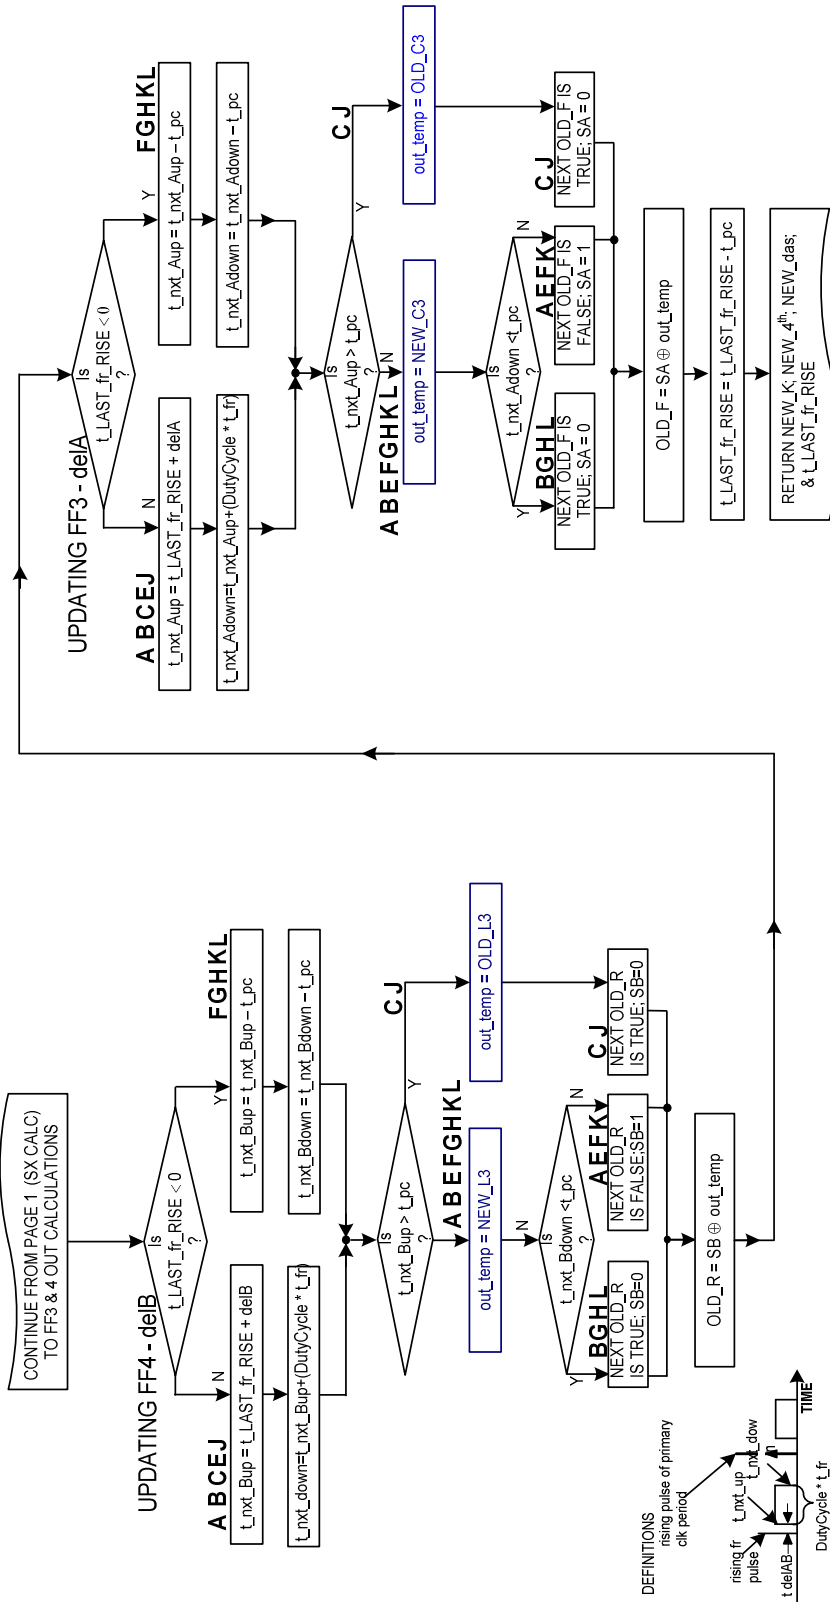 CONTINUE FROM PAGE 1 (SX CALC)
TO FF3 & 4 OUT CALCULATIONS
UPDATING FF4 - delB
Is
t_LAST_fr_RISE < 0
?
N
Y
A B C E J
FGHKL
t_nxt_Bup = t_LAST_fr_RISE + delB
t_nxt_Bup = t_nxt_Bup – t_pc
t_nxt_down=t_nxt_Bup+(DutyCycle * t_fr)
t_nxt_Bdown = t_nxt_Bdown – t_pc
Is
t_nxt_Bup > t_pc
?
Y
C J
A B E F G H K L
out_temp = NEW_L3
out_temp = OLD_L3
N
Is
t_nxt_Bdown <t_pc
?
Y
N
BGHL
AEFK
C J
NEXT OLD_R
IS TRUE; SB=0
NEXT OLD_R
IS FALSE;SB=1
NEXT OLD_R
IS TRUE; SB=0
OLD_R = SB ⊕ out_temp
DEFINITIONS
rising pulse of primary
clk period
rising fr
pulse
t_nxt_up
t_nxt_dow
n
t delAB
TIME
DutyCycle * t_fr
UPDATING FF3 - delA
Is
t_LAST_fr_RISE < 0
?
N
Y
A B C E J
FGHKL
t_nxt_Aup = t_LAST_fr_RISE + delA
t_nxt_Aup = t_nxt_Aup – t_pc
t_nxt_Adown=t_nxt_Aup+(DutyCycle * t_fr)
t_nxt_Adown = t_nxt_Adown – t_pc
Is
t_nxt_Aup > t_pc
?
Y
N
C J
A B E F G H K L
out_temp = NEW_C3
out_temp = OLD_C3
Is
t_nxt_Adown <t_pc
?
Y
N
BGHL
AEFK
C J
NEXT OLD_F IS
TRUE; SA = 0
NEXT OLD_F IS
FALSE; SA = 1
NEXT OLD_F IS
TRUE; SA = 0
OLD_F = SA ⊕ out_temp
t_LAST_fr_RISE = t_LAST_fr_RISE - t_pc
RETURN NEW_K; NEW_4th; NEW_das;
& t_LAST_fr_RISE